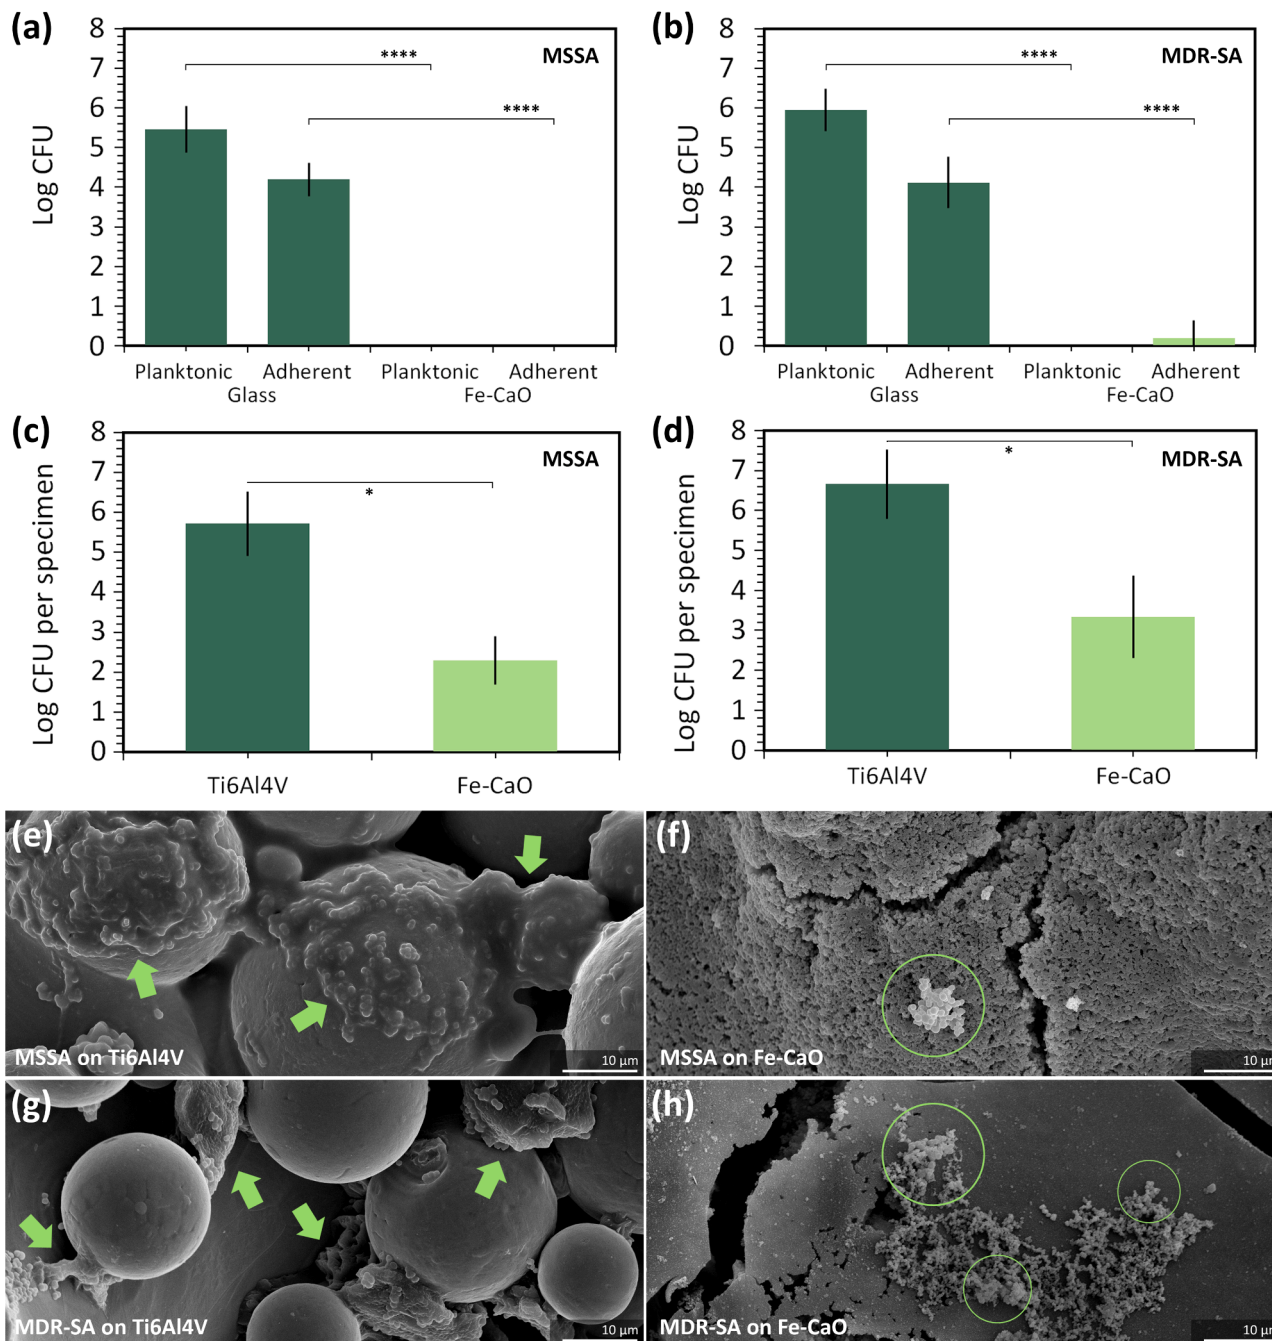 (a)
MSSA
****
****
Log CFU
8
7
6
5
4
3
2
1
0
Planktonic Adherent Planktonic Adherent
Glass Fe-CaO
(b)
MDR-SA
****
****
Log CFU
8
7
6
5
4
3
2
1
0
Planktonic Adherent Planktonic Adherent
Glass Fe-CaO
(c)
MSSA
*
Log CFU per specimen
8
7
6
5
4
3
2
1
0
Ti6Al4V Fe-CaO
(d)
MDR-SA
*
Log CFU per specimen
8
7
6
5
4
3
2
1
0
Ti6Al4V Fe-CaO
(e)
MSSA on Ti6Al4V
10 µm
(f)
MSSA on Fe-CaO
10 µm
(g)
MDR-SA on Ti6Al4V
10 µm
(h)
MDR-SA on Fe-CaO
10 µm